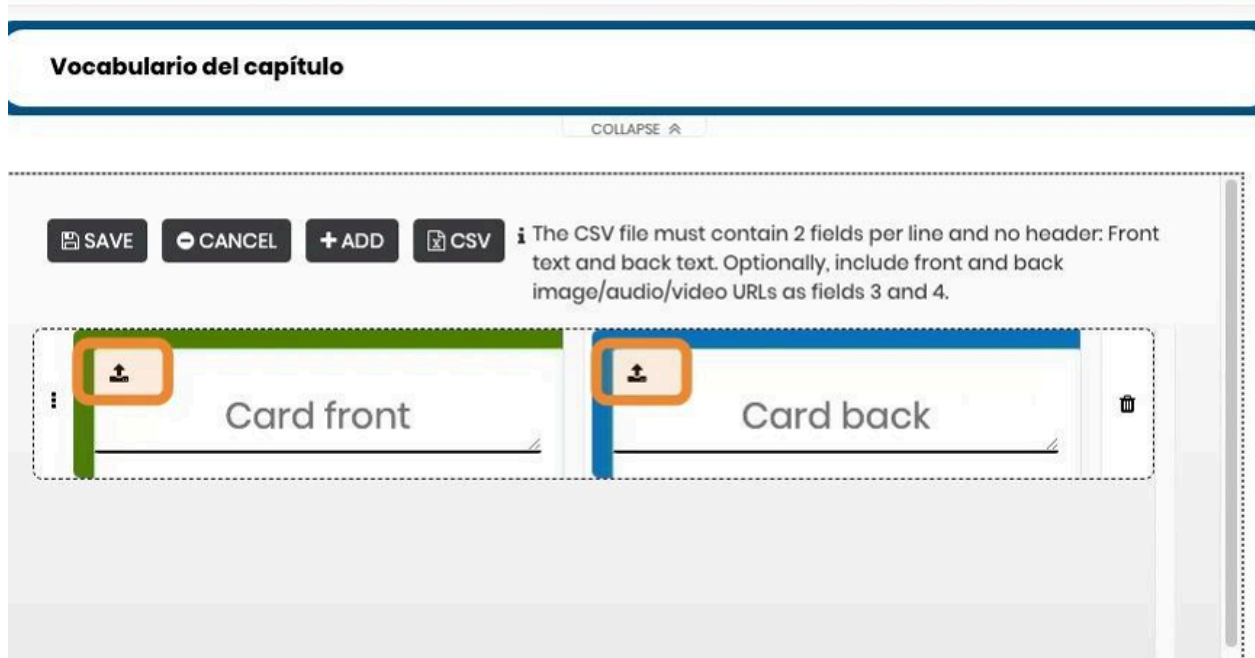 Vocabulario del capítulo
COLLAPSE
SAVE CANCEL + ADD CSV i The CSV file must contain 2 fields per line and no header: Front
text and back text. Optionally, include front and back
image/audio/video URLs as fields 3 and 4.
Card front Card back